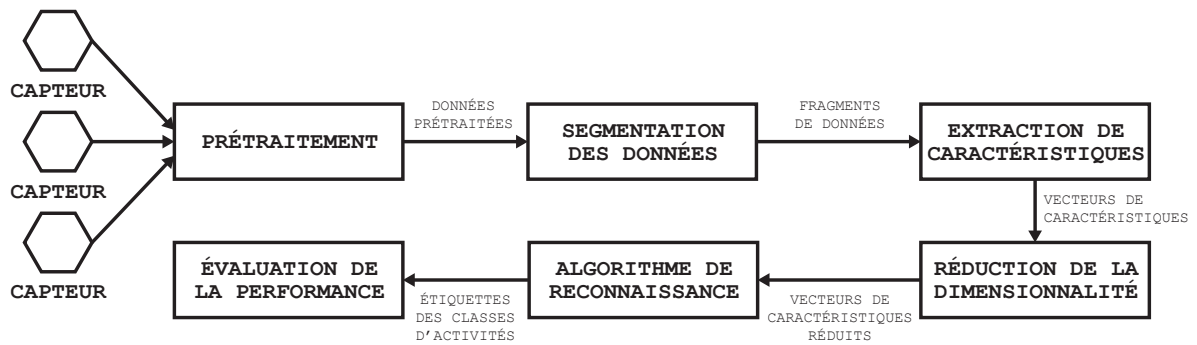 CAPTEUR
CAPTEUR
CAPTEUR
PRÉTRAITEMENT
DONNÉES
PRÉTRAITÉES
SEGMENTATION
DES DONNÉES
FRAGMENTS
DE DONNÉES
EXTRACTION DE
CARACTÉRISTIQUES
VECTEURS DE
CARACTÉRISTIQUES
RÉDUCTION DE LA
DIMENSIONNALITÉ
VECTEURS DE
CARACTÉRISTIQUES
RÉDUITS
ALGORITHME DE
RECONNAISSANCE
ÉTIQUETTES
DES CLASSES
D'ACTIVITÉS
ÉVALUATION DE
LA PERFORMANCE